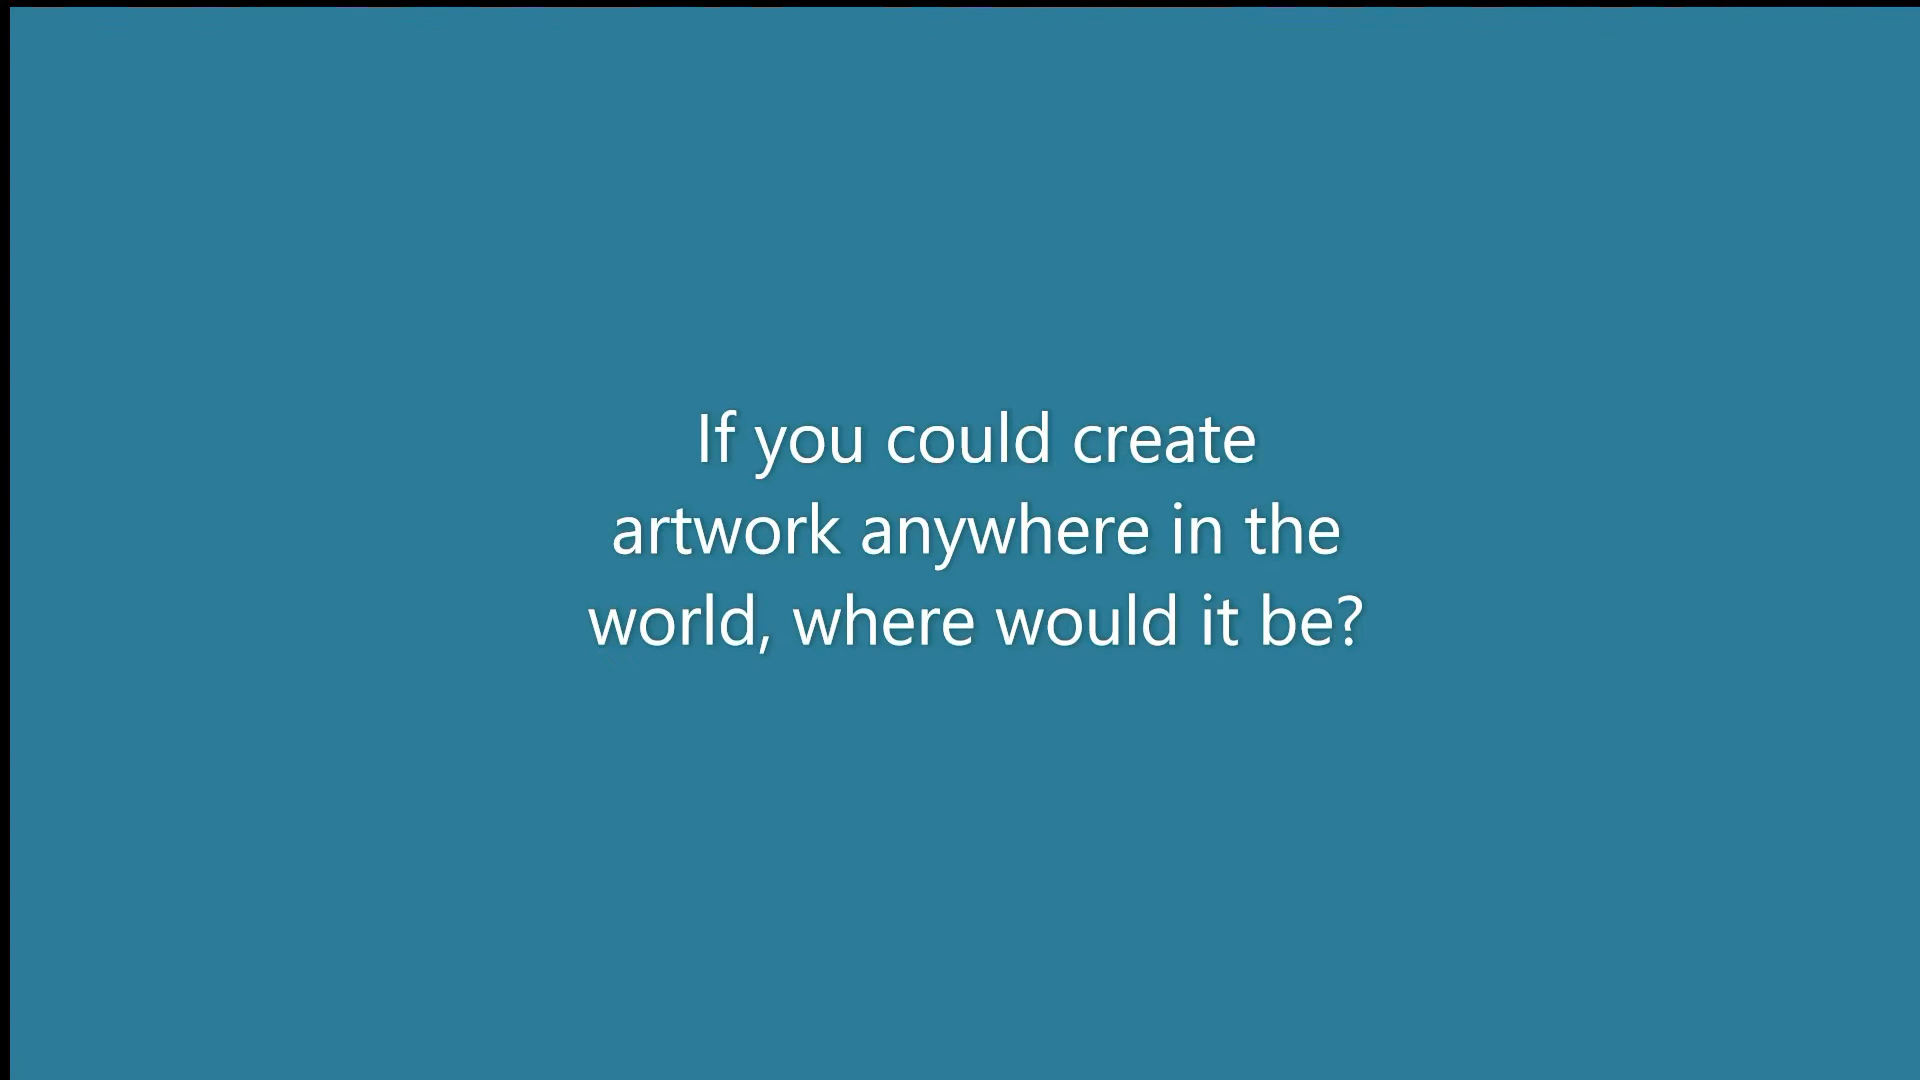 If you could create
artwork anywhere in the
world, where would it be?